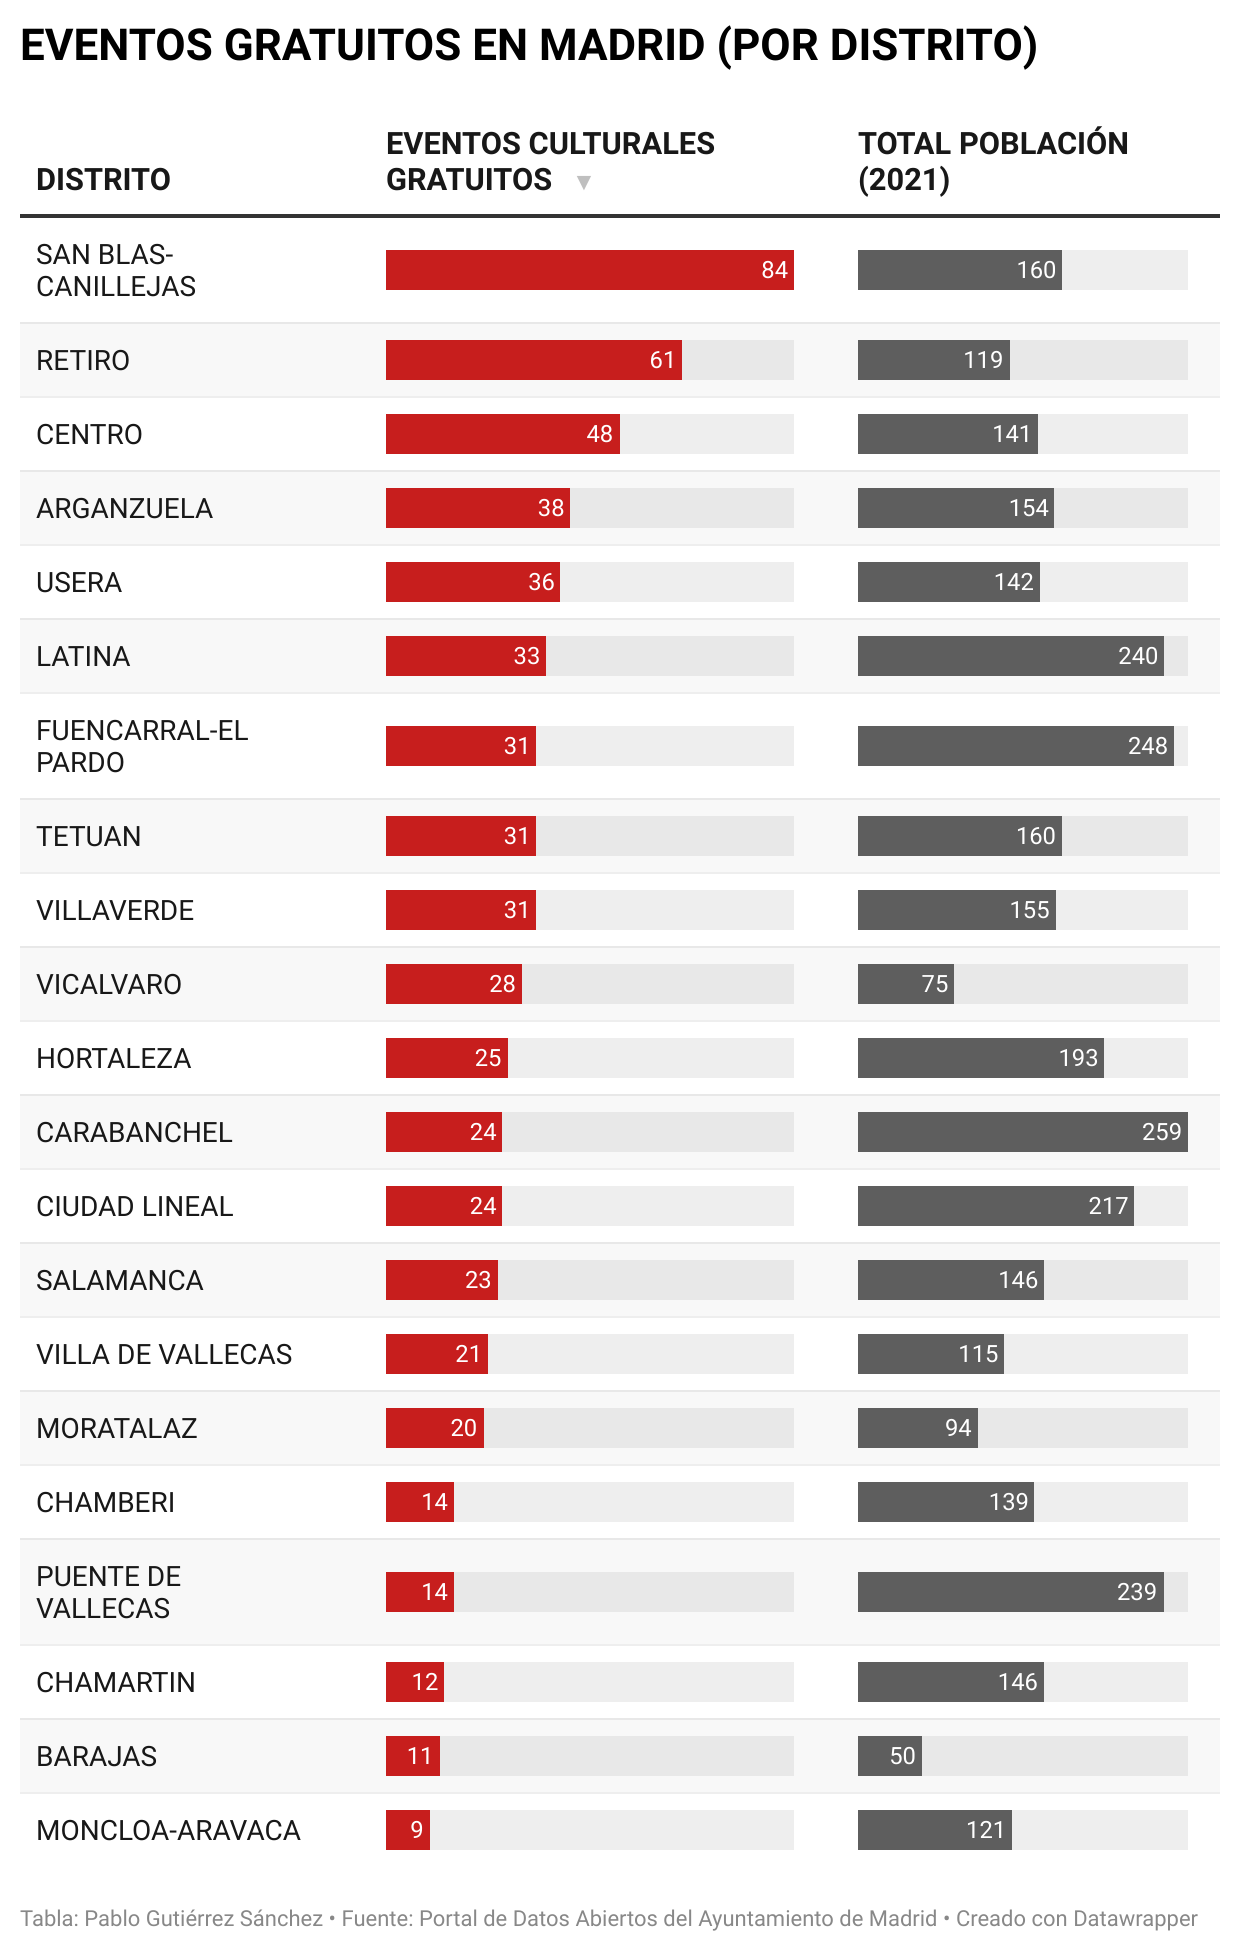 EVENTOS GRATUITOS EN MADRID (POR DISTRITO)
DISTRITO
EVENTOS CULTURALES
GRATUITOS ▼
TOTAL POBLACIÓN
(2021)
SAN BLAS-
CANILLEJAS
84 160
RETIRO 61 119
CENTRO 48 141
ARGANZUELA 38 154
USERA 36 142
LATINA 33 240
FUENCARRAL-EL
PARDO
31 248
TETUAN 31 160
VILLAVERDE 31 155
VICALVARO 28 75
HORTALEZA 25 193
CARABANCHEL 24 259
CIUDAD LINEAL 24 217
SALAMANCA 23 146
VILLA DE VALLECAS 21 115
MORATALAZ 20 94
CHAMBERI 14 139
PUENTE DE
VALLECAS
14 239
CHAMARTIN 12 146
BARAJAS 11 50
MONCLOA-ARAVACA 9 121
Tabla: Pablo Gutiérrez Sánchez • Fuente: Portal de Datos Abiertos del Ayuntamiento de Madrid • Creado con Datawrapper